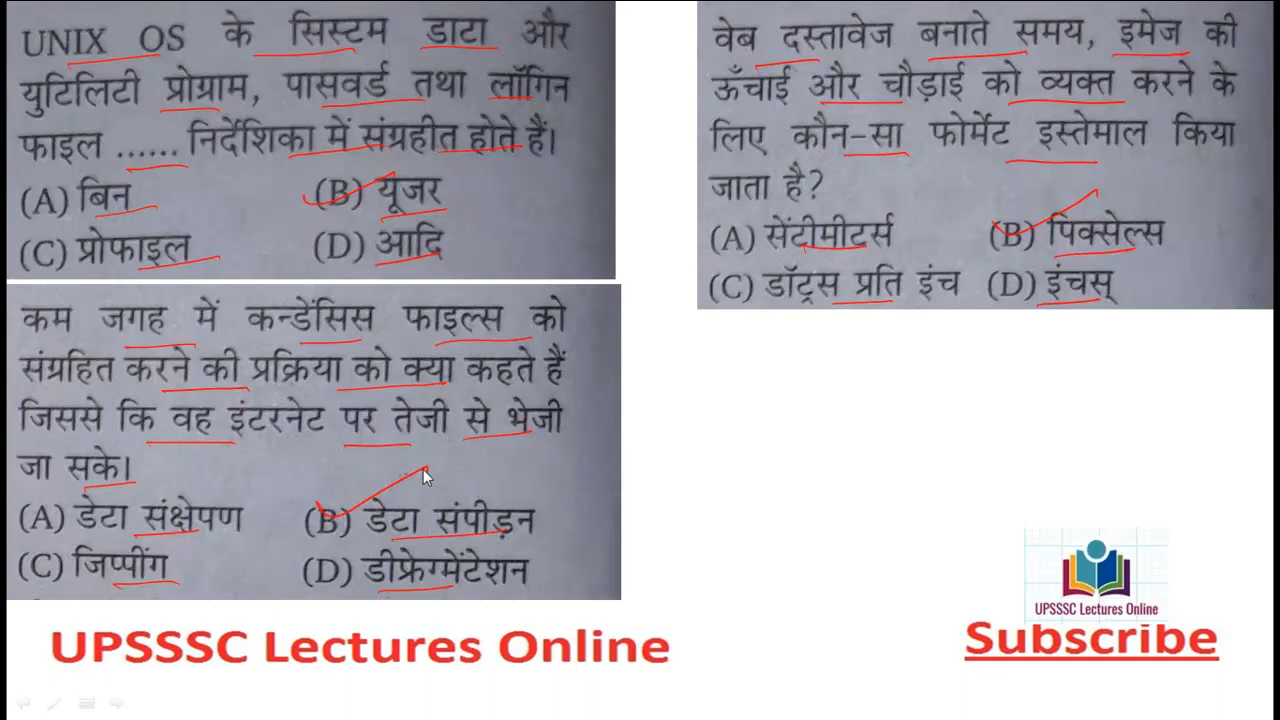 UNIX OS के सिस्टम डाटा और
युटिलिटी प्रोग्राम, पासवर्ड तथा लॉगिन
फाइल ...... निर्देशिका में संग्रहीत होते हैं।
(A) बिन (B) यूजर
(C) प्रोफाइल (D) आदि
कम जगह में कन्डेंसिस फाइल्स को
संग्रहित करने की प्रक्रिया को क्या कहते हैं
जिससे कि वह इंटरनेट पर तेजी से भेजी
जा सके।
(A) डेटा संक्षेपण (B) डेटा संपीड़न
(C) जिप्पींग (D) डीफ्रेग्मेंटेशन
वेब दस्तावेज बनाते समय, इमेज की
ऊँचाई और चौड़ाई को व्यक्त करने के
लिए कौन-सा फोर्मेट इस्तेमाल किया
जाता है?
(A) सेंटीमीटर्स (B) पिक्सेल्स
(C) डॉट्रस प्रति इंच (D) इंचस्
UPSSSC Lectures Online
UPSSSC Lectures Online
Subscribe